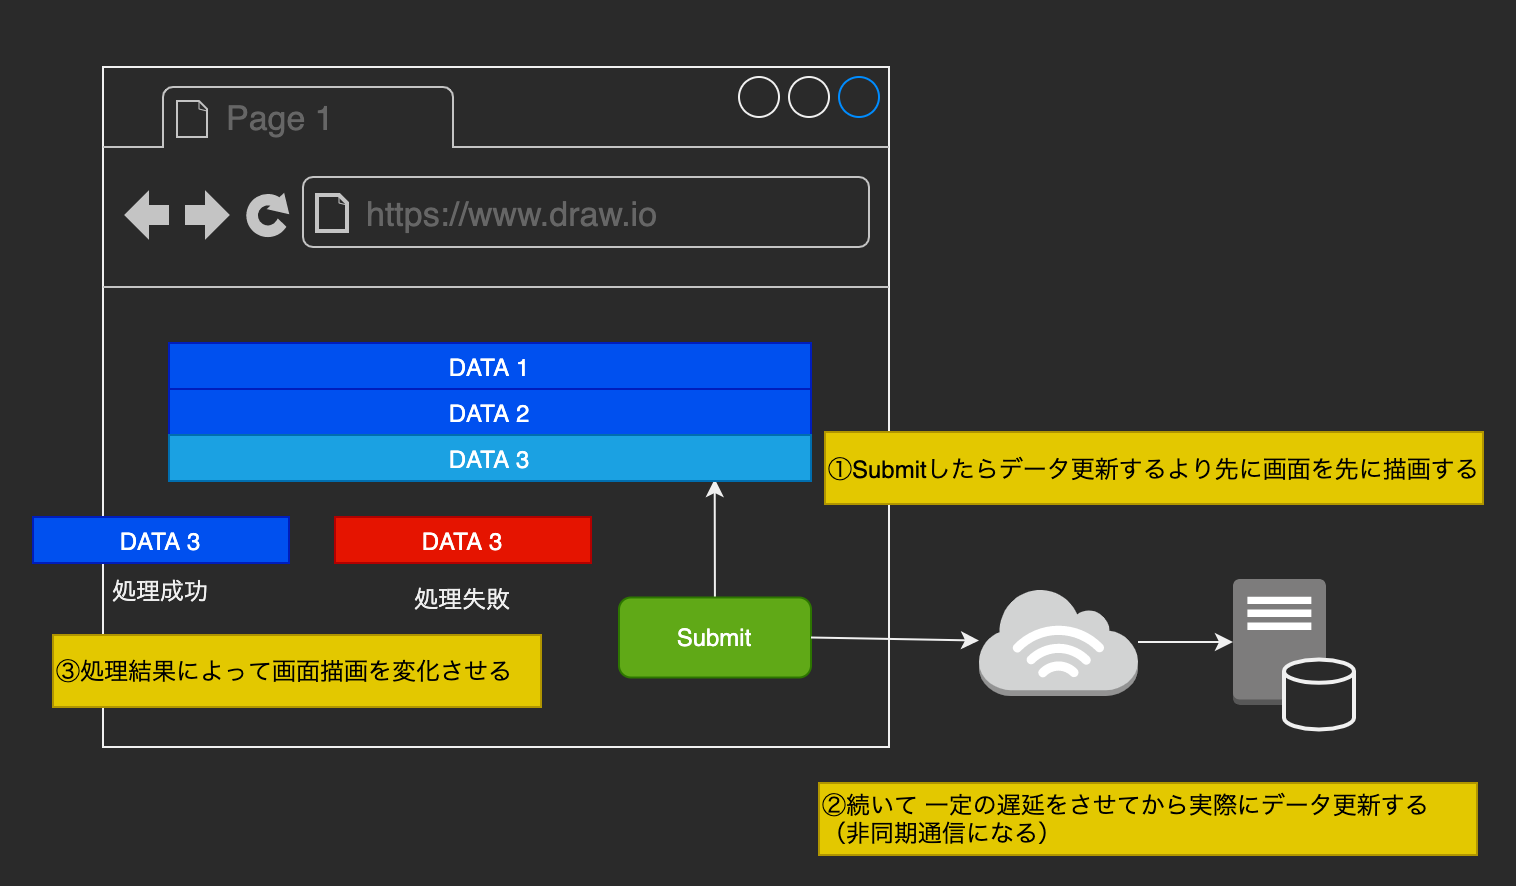 Page 1
https://www.draw.io
DATA 1
DATA 2
DATA 3
①Submitしたらデータ更新するより先に画面を先に描画する
DATA 3
DATA 3
処理成功
処理失敗
Submit
③処理結果によって画面描画を変化させる
②続いて 一定の遅延をさせてから実際にデータ更新する
（非同期通信になる）